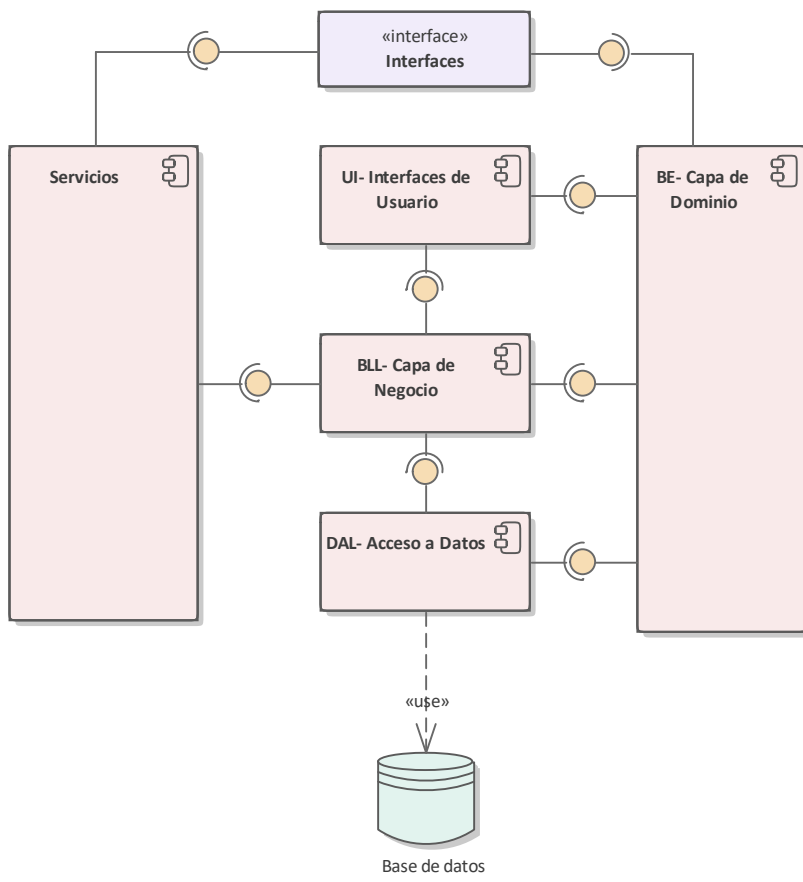 «interface»
Interfaces
Servicios
UI- Interfaces de
Usuario
BE- Capa de
Dominio
BLL- Capa de
Negocio
DAL- Acceso a Datos
«use»
Base de datos